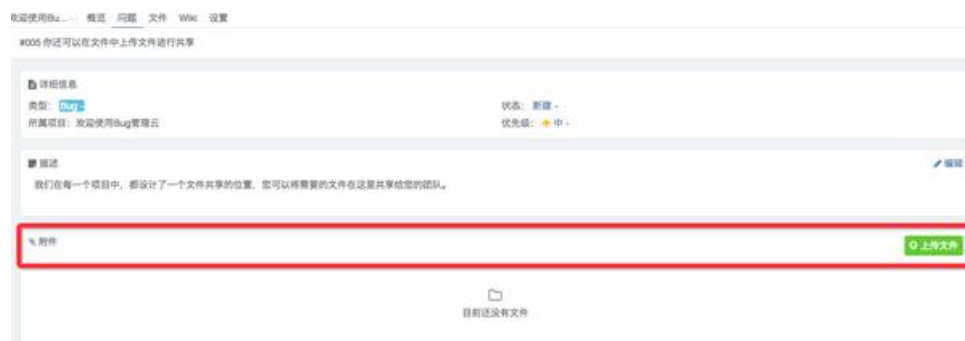 欢迎使用Bu... 概览 问题 文件 Wiki 设置
#005 你还可以在文件中上传文件进行共享
详细信息
类型： Bug
状态： 新建
所属项目：欢迎使用Bug管理云
优先级： 中
描述
编辑
我们在每一个项目中，都设计了一个文件共享的位置，您可以将需要的文件在这里共享给您的团队。
附件
上传文件
目前还没有文件